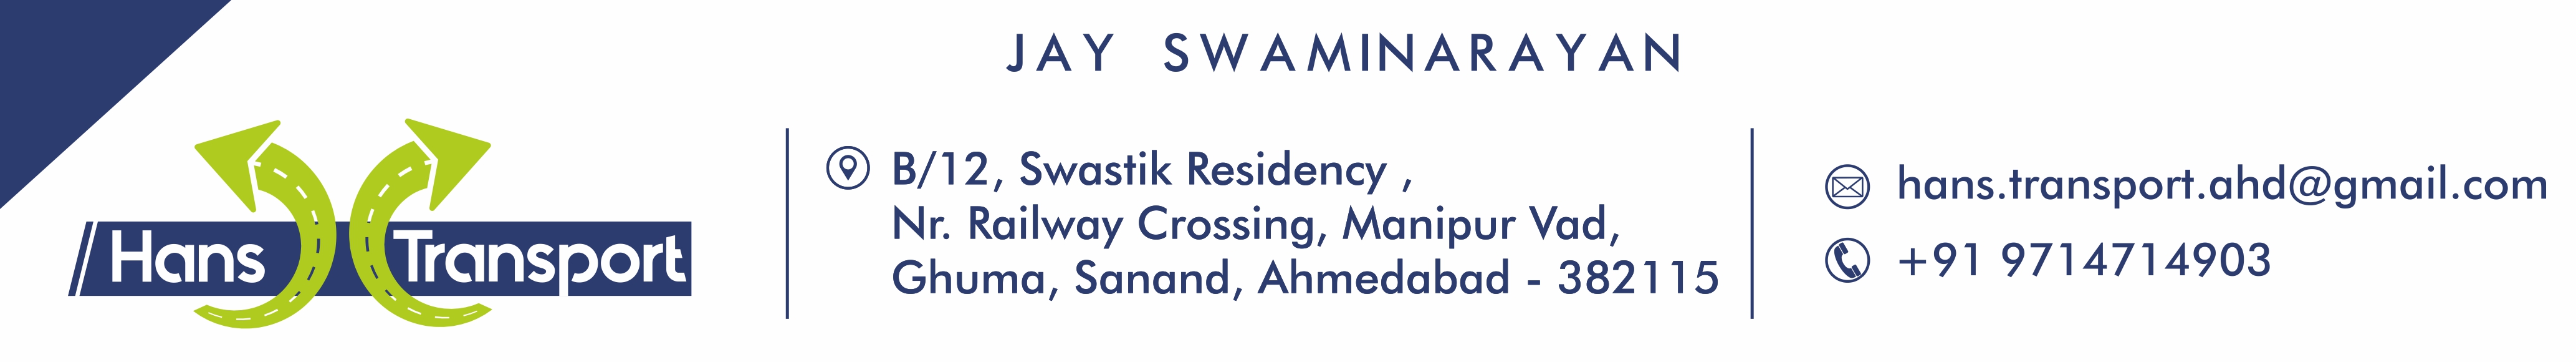 JAY SWAMINARAYAN
Hans Transport
B/12, Swastik Residency ,
Nr. Railway Crossing, Manipur Vad,
Ghuma, Sanand, Ahmedabad - 382115
hans.transport.ahd@gmail.com
+91 9714714903